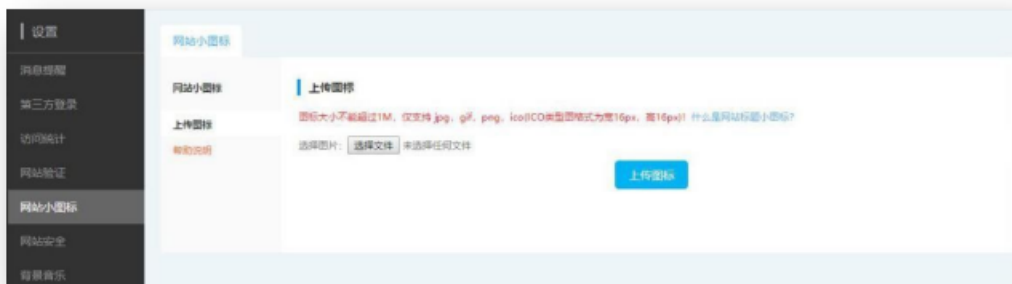 设置
消息提醒
第三方登录
访问统计
网站验证
网站小图标
网站安全
背景音乐
网站小图标
网站小图标
上传图标
帮助说明
上传图标
图标大小不能超过1M，仅支持 jpg，gif，png，ico(ICO类型图格式为宽16px，高16px)! 什么是网站标题小图标?
选择图片: 选择文件 未选择任何文件
上传图标